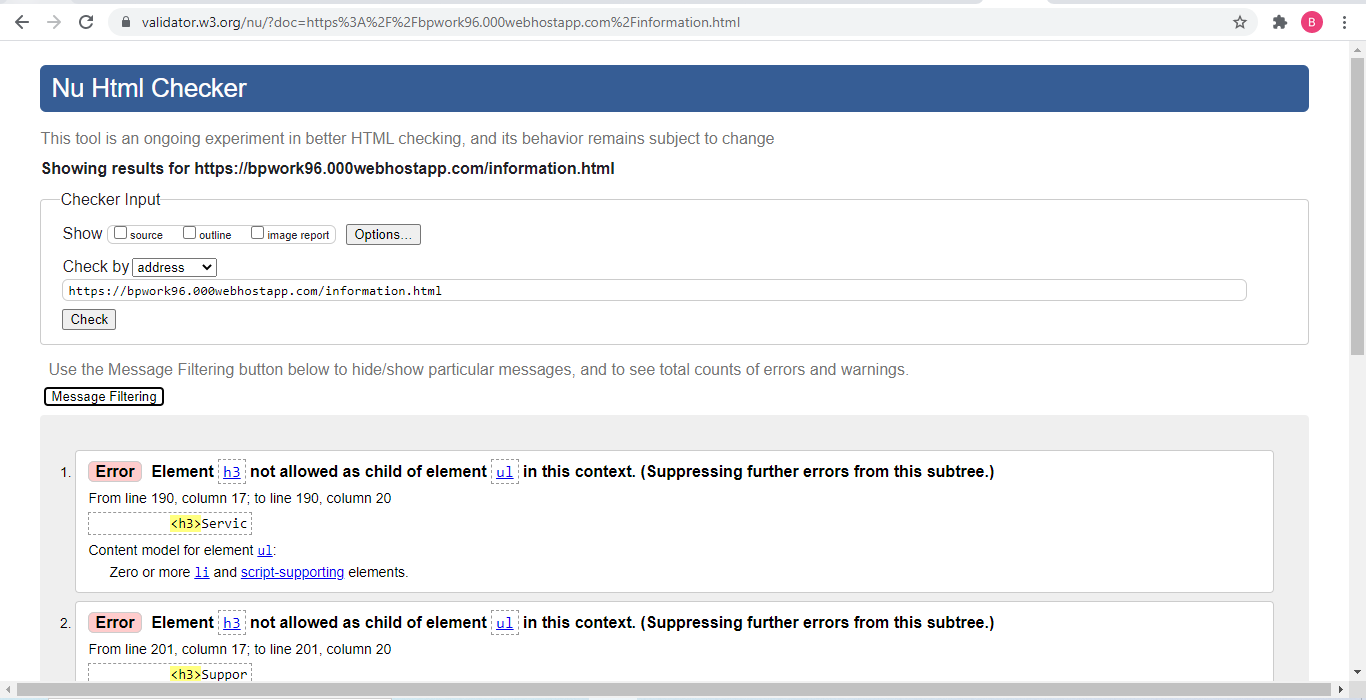 validator.w3.org/nu/?doc=https%3A%2F%2Fbpwork96.000webhostapp.com%2Finformation.html
B
Nu Html Checker
This tool is an ongoing experiment in better HTML checking, and its behavior remains subject to change
Showing results for https://bpwork96.000webhostapp.com/information.html
Checker Input
Show source outline image report Options...
Check by address
https://bpwork96.000webhostapp.com/information.html
Check
Use the Message Filtering button below to hide/show particular messages, and to see total counts of errors and warnings.
Message Filtering
1. Error Element h3 not allowed as child of element ul in this context. (Suppressing further errors from this subtree.)
From line 190, column 17; to line 190, column 20
<h3>Servic
Content model for element ul:
Zero or more li and script-supporting elements.
2. Error Element h3 not allowed as child of element ul in this context. (Suppressing further errors from this subtree.)
From line 201, column 17; to line 201, column 20
<h3>Suppor